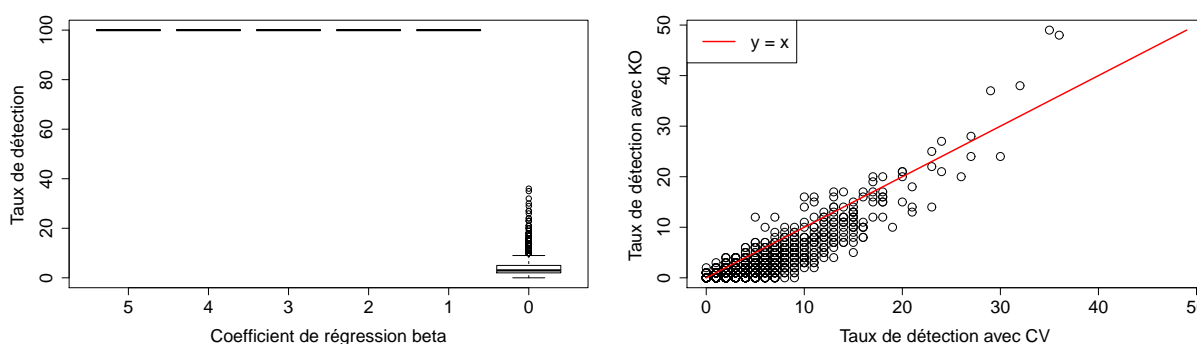 Taux de détection
100
80
60
40
20
0
5 4 3 2 1 0
Coefficient de régression beta
Taux de détection avec KO
50
40
30
20
10
0
y = x
0 10 20 30 40 50
Taux de détection avec CV